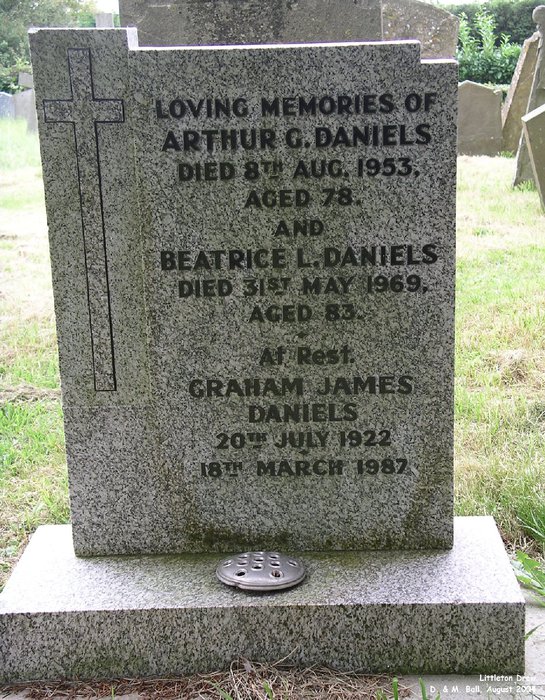 LOVING MEMORIES OF
ARTHUR G. DANIELS
DIED 8TH AUG. 1953,
AGED 78.
AND
BEATRICE L. DANIELS
DIED 31ST MAY 1969,
AGED 83.
At Rest.
GRAHAM JAMES
DANIELS
20TH JULY 1922
18TH MARCH 1987
Littleton Drew
D. & M. Ball, August